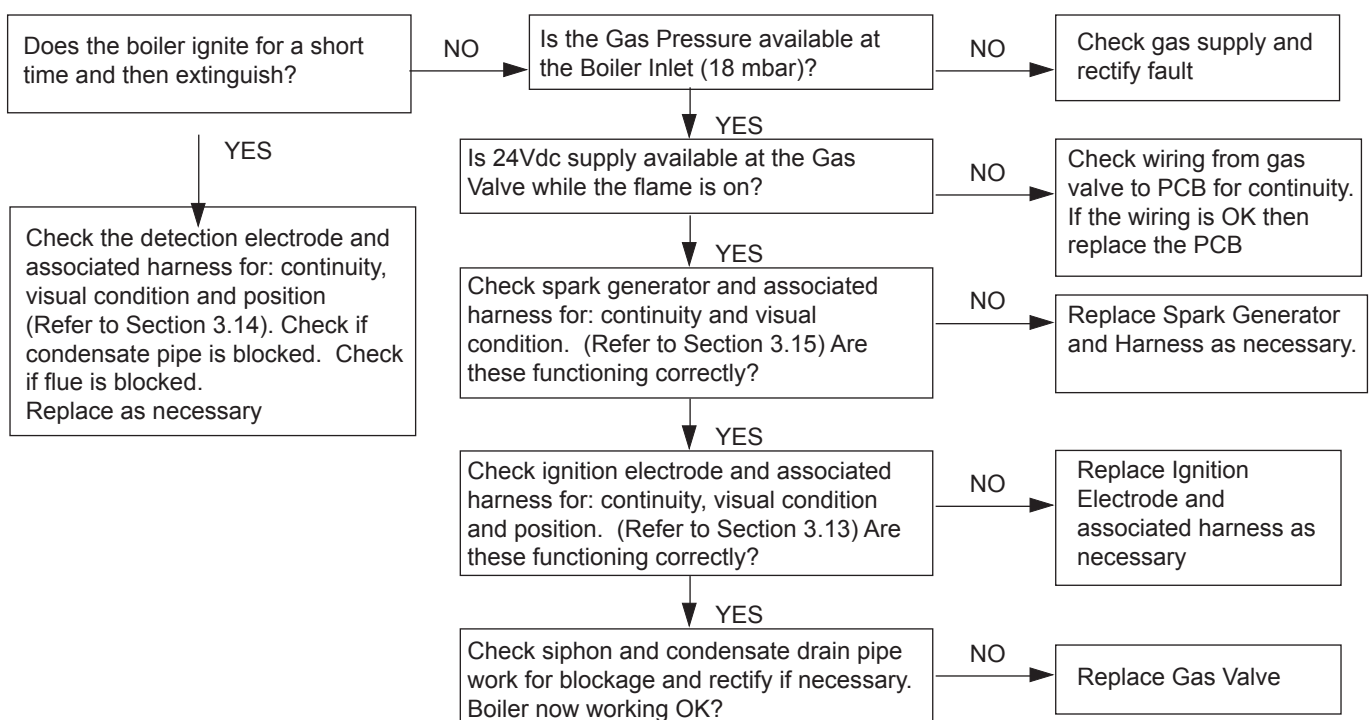 Does the boiler ignite for a short
time and then extinguish?
NO
Is the Gas Pressure available at
the Boiler Inlet (18 mbar)?
NO
Check gas supply and
rectify fault
YES
YES
Is 24Vdc supply available at the Gas
Valve while the flame is on?
NO
Check wiring from gas
valve to PCB for continuity.
If the wiring is OK then
replace the PCB
Check the detection electrode and
associated harness for: continuity,
visual condition and position
(Refer to Section 3.14). Check if
condensate pipe is blocked. Check
if flue is blocked.
Replace as necessary
YES
Check spark generator and associated
harness for: continuity and visual
condition. (Refer to Section 3.15) Are
these functioning correctly?
NO
Replace Spark Generator
and Harness as necessary.
YES
Check ignition electrode and associated
harness for: continuity, visual condition
and position. (Refer to Section 3.13) Are
these functioning correctly?
NO
Replace Ignition
Electrode and
associated harness as
necessary
YES
Check siphon and condensate drain pipe
work for blockage and rectify if necessary.
Boiler now working OK?
NO
Replace Gas Valve